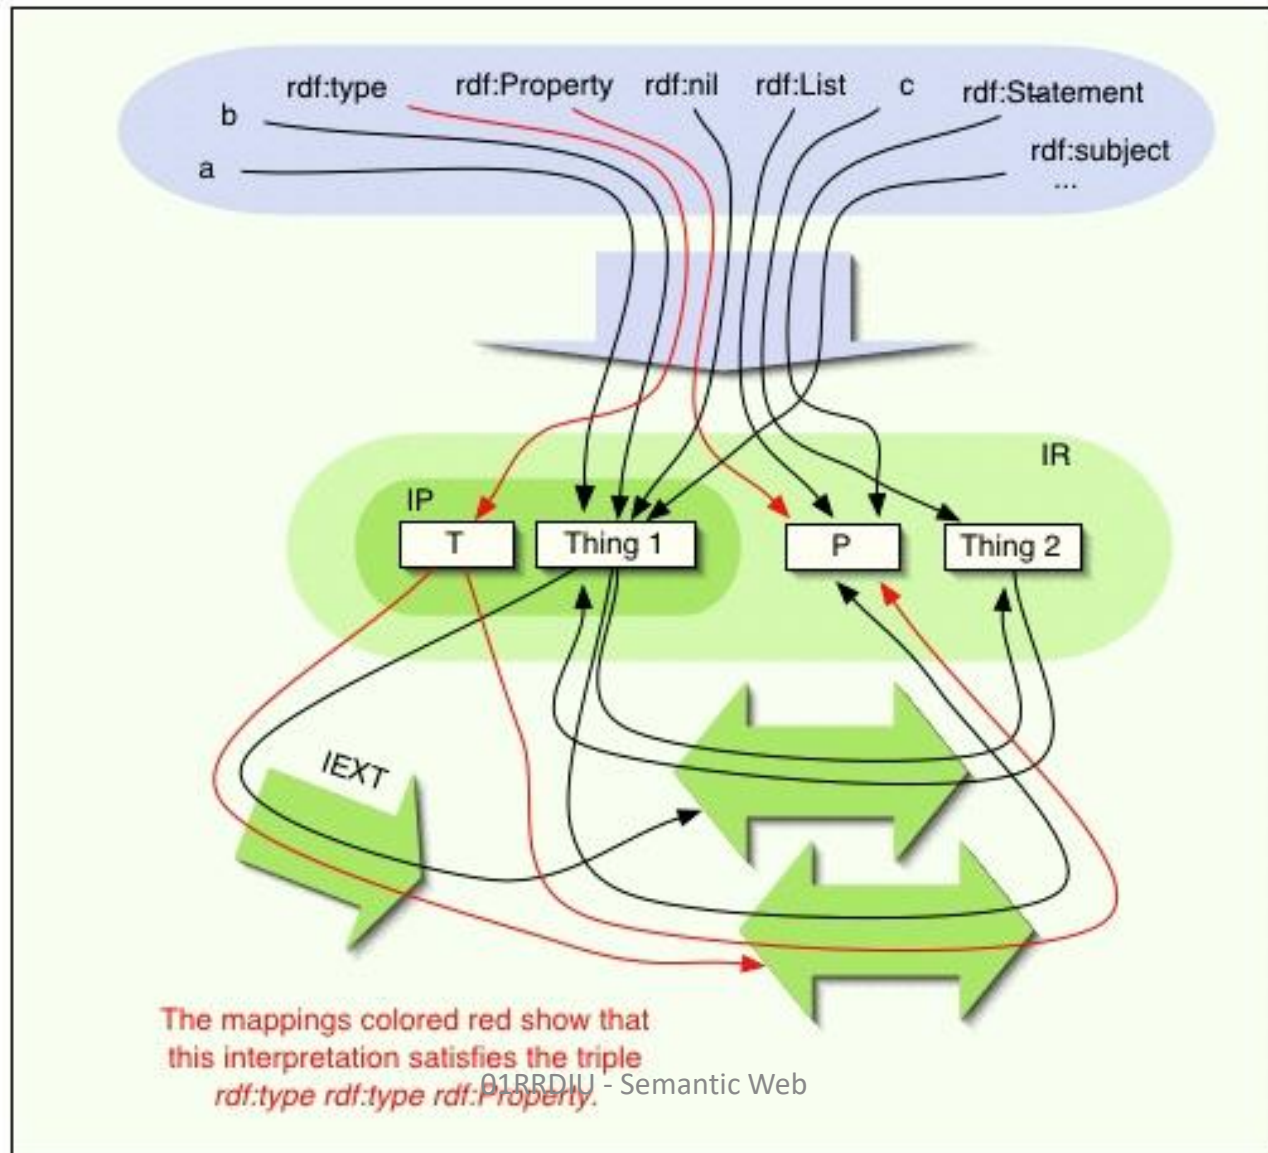 rdf:type rdf:Property rdf:nil rdf:List c rdf:Statement
b
rdf:subject
a
...
IR
IP
T Thing 1 P Thing 2
IEXT
The mappings colored red show that
this interpretation satisfies the triple
rdf:type rdf:type rdf:Property.
01RRDIU - Semantic Web